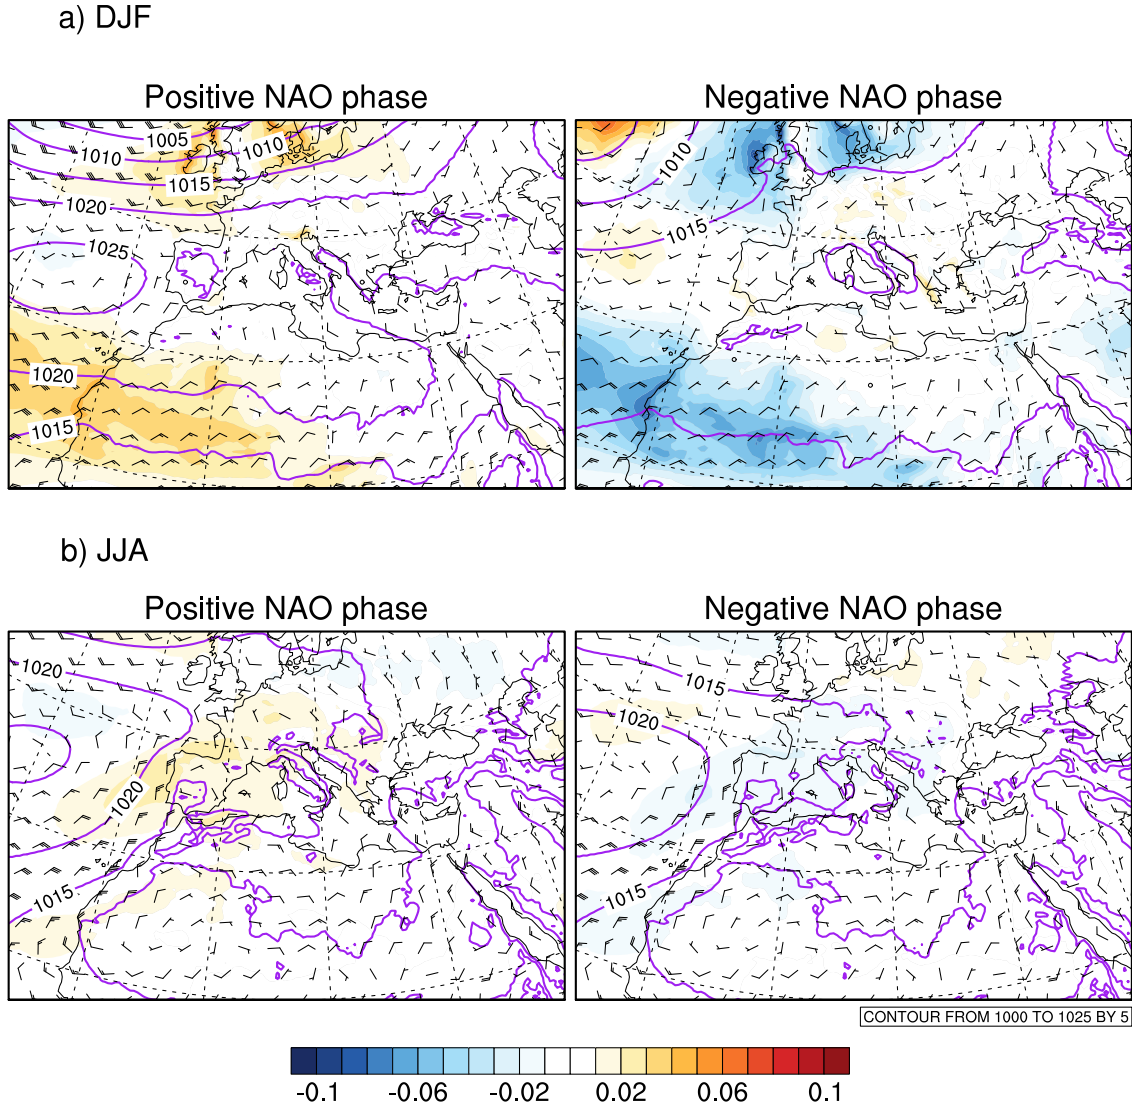 a) DJF
Positive NAO phase
Negative NAO phase
1005
1010
1010
1015
1020
1025
1020
1015
1010
1015
b) JJA
Positive NAO phase
Negative NAO phase
1020
1020
1015
1015
1020
1015
CONTOUR FROM 1000 TO 1025 BY 5
-0.1 -0.06 -0.02 0.02 0.06 0.1